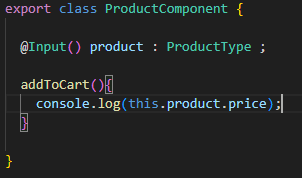 export class ProductComponent {
@Input() product : ProductType ;
addToCart(){
console.log(this.product.price);
}
}